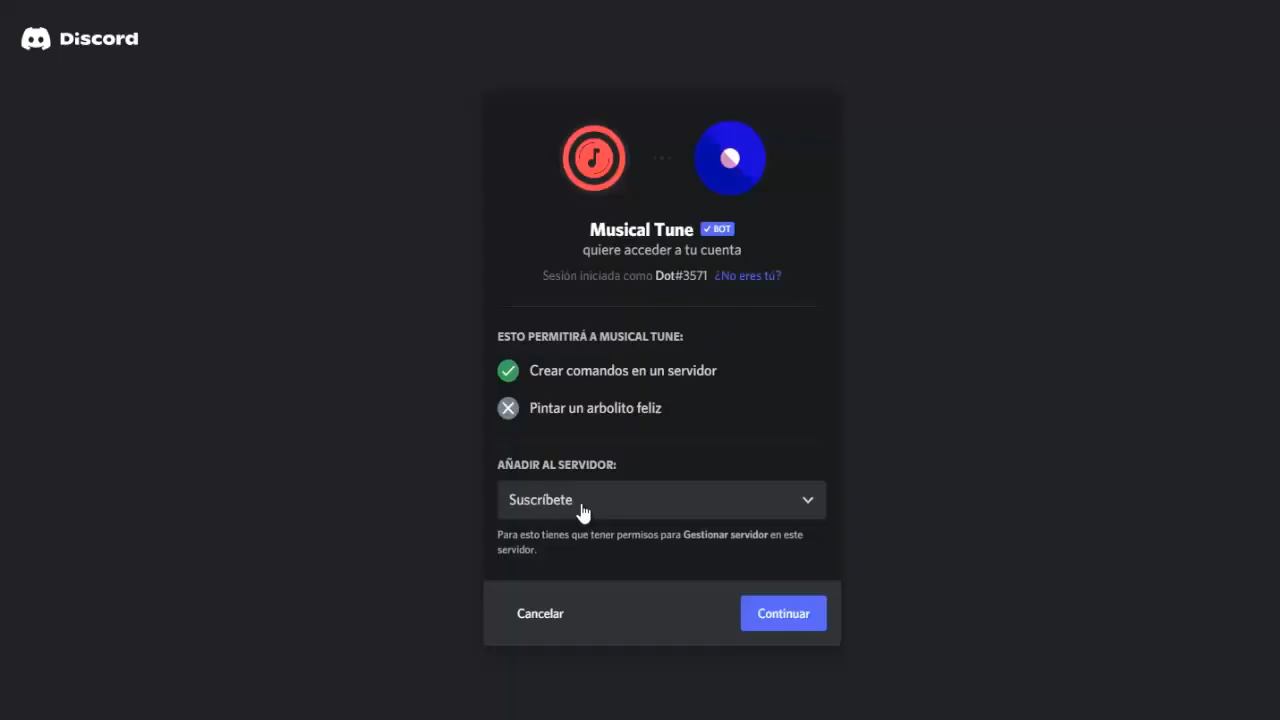 Discord
Musical Tune ✓ BOT
quiere acceder a tu cuenta
Sesión iniciada como Dot#3571 ¿No eres tú?
ESTO PERMITIRÁ A MUSICAL TUNE:
Crear comandos en un servidor
Pintar un arbolito feliz
AÑADIR AL SERVIDOR:
Suscríbete
Para esto tienes que tener permisos para Gestionar servidor en este
servidor.
Cancelar
Continuar